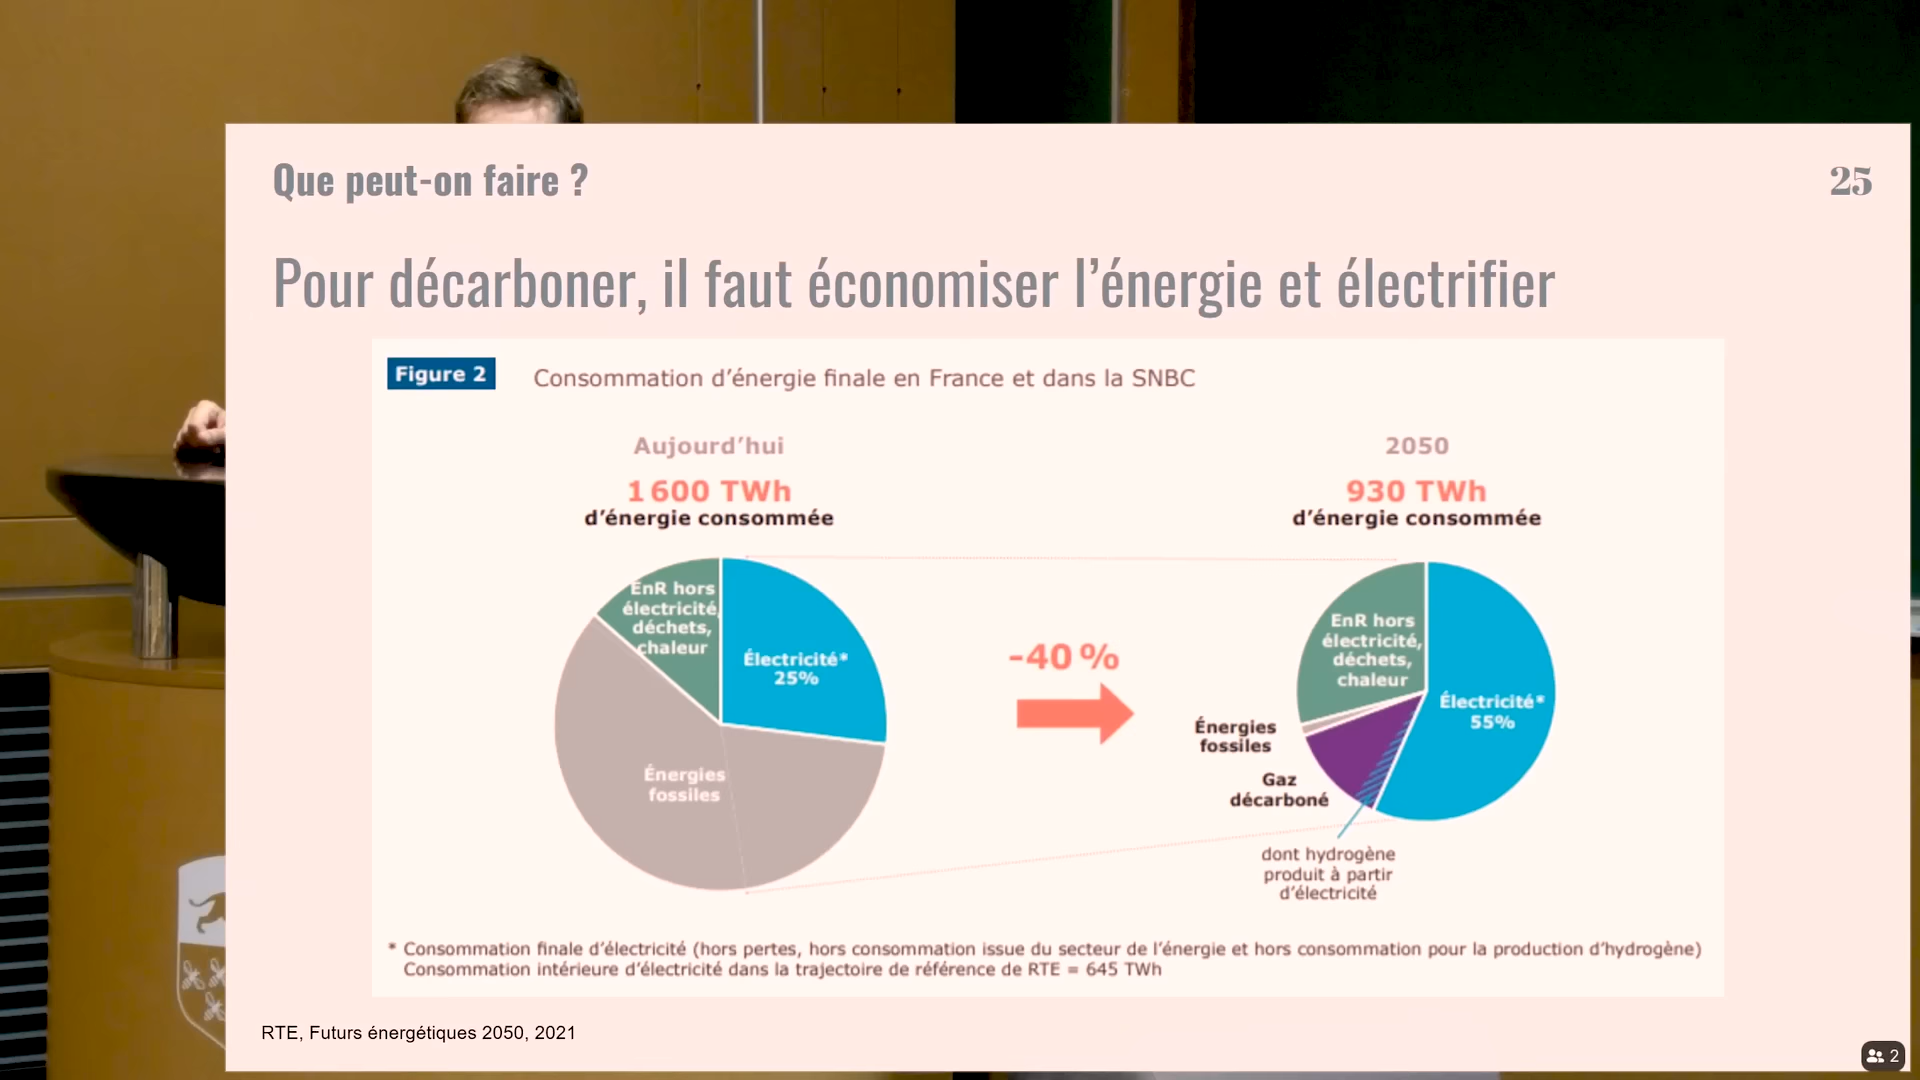 Que peut-on faire ?
25
Pour décarboner, il faut économiser l'énergie et électrifier
Figure 2
Consommation d'énergie finale en France et dans la SNBC
Aujourd'hui
1 600 TWh
d'énergie consommée
2050
930 TWh
d'énergie consommée
EnR hors
électricité,
déchets,
chaleur
Électricité*
25%
Énergies
fossiles
-40 %
EnR hors
électricité,
déchets,
chaleur
Électricité*
55%
Énergies
fossiles
Gaz
décarboné
dont hydrogène
produit à partir
d'électricité
* Consommation finale d'électricité (hors pertes, hors consommation issue du secteur de l'énergie et hors consommation pour la production d'hydrogène)
Consommation intérieure d'électricité dans la trajectoire de référence de RTE = 645 TWh
RTE, Futurs énergétiques 2050, 2021
2